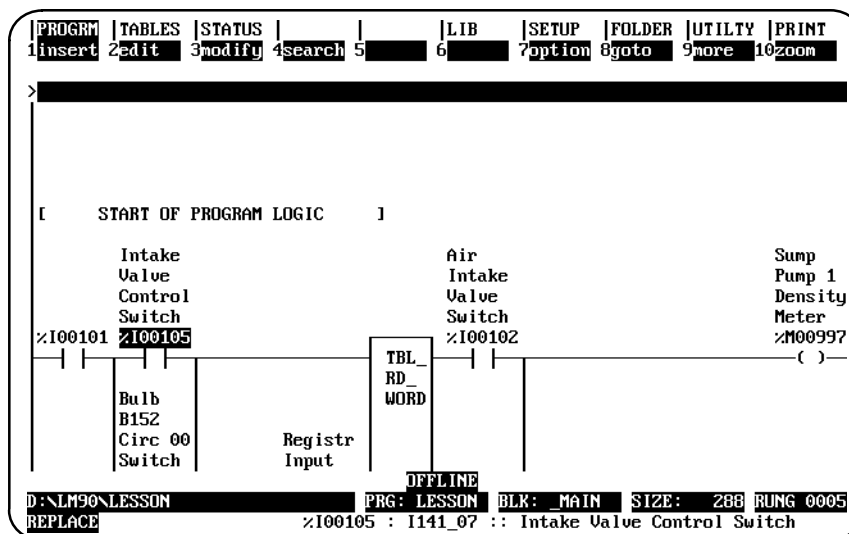 PROGRM |TABLES |STATUS | | |LIB |SETUP |FOLDER |UTILTY |PRINT
1insert 2edit 3modify 4search 5 6 7option 8goto 9more 10zoom
>
[ START OF PROGRAM LOGIC ]
Intake Air Sump
Valve Intake Pump 1
Control Valve Density
Switch Switch Meter
%I00101 %I00105 %I00102 %M00997
TBL_
RD_
Bulb WORD
B152
Circ 00 Registr
Switch Input
OFFLINE
D:\LM90\LESSON PRG: LESSON BLK: _MAIN SIZE: 288 RUNG 0005
REPLACE %I00105 : I141_07 :: Intake Valve Control Switch